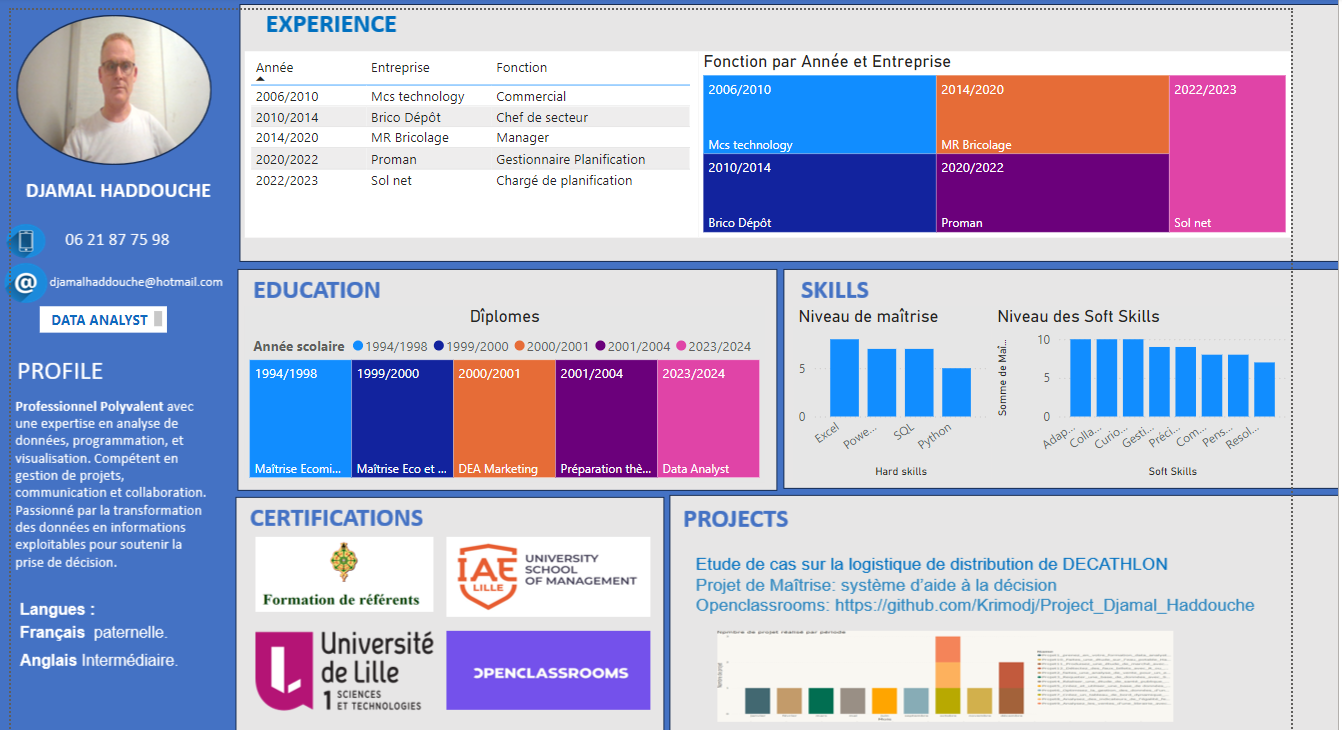 DJAMAL HADDOUCHE
06 21 87 75 98
@
djamalhaddouche@hotmail.com
DATA ANALYST
PROFILE
Professionnel Polyvalent avec
une expertise en analyse de
données, programmation, et
visualisation. Compétent en
gestion de projets,
communication et collaboration.
Passionné par la transformation
des données en informations
exploitables pour soutenir la
prise de décision.
Langues :
Français paternelle.
Anglais Intermédiaire.
EXPERIENCE
Année Entreprise Fonction
2006/2010 Mcs technology Commercial
2010/2014 Brico Dépôt Chef de secteur
2014/2020 MR Bricolage Manager
2020/2022 Proman Gestionnaire Planification
2022/2023 Sol net Chargé de planification
Fonction par Année et Entreprise
2006/2010 2014/2020 2022/2023
Mcs technology MR Bricolage
2010/2014 2020/2022
Brico Dépôt Proman Sol net
EDUCATION
Dîplomes
Année scolaire 1994/1998 1999/2000 2000/2001 2001/2004 2023/2024
1994/1998 1999/2000 2000/2001 2001/2004 2023/2024
Maîtrise Ecomi... Maîtrise Eco et ... DEA Marketing Préparation thè... Data Analyst
SKILLS
Niveau de maîtrise
5
0
Excel Powe... SQL Python
Hard skills
Niveau des Soft Skills
Somme de Maî...
10
5
0
Adap... Colla... Curio... Gesti... Préci... Com... Pens... Resol...
Soft Skills
CERTIFICATIONS
Formation de référents
IAE
LILLE
UNIVERSITY
SCHOOL
OF MANAGEMENT
Université
de Lille
1 SCIENCES
ET TECHNOLOGIES
OPENCLASSROOMS
PROJECTS
Etude de cas sur la logistique de distribution de DECATHLON
Projet de Maîtrise: système d'aide à la décision
Openclassrooms: https://github.com/Krimodj/Project_Djamal_Haddouche
Nombre de projet réalisé par période